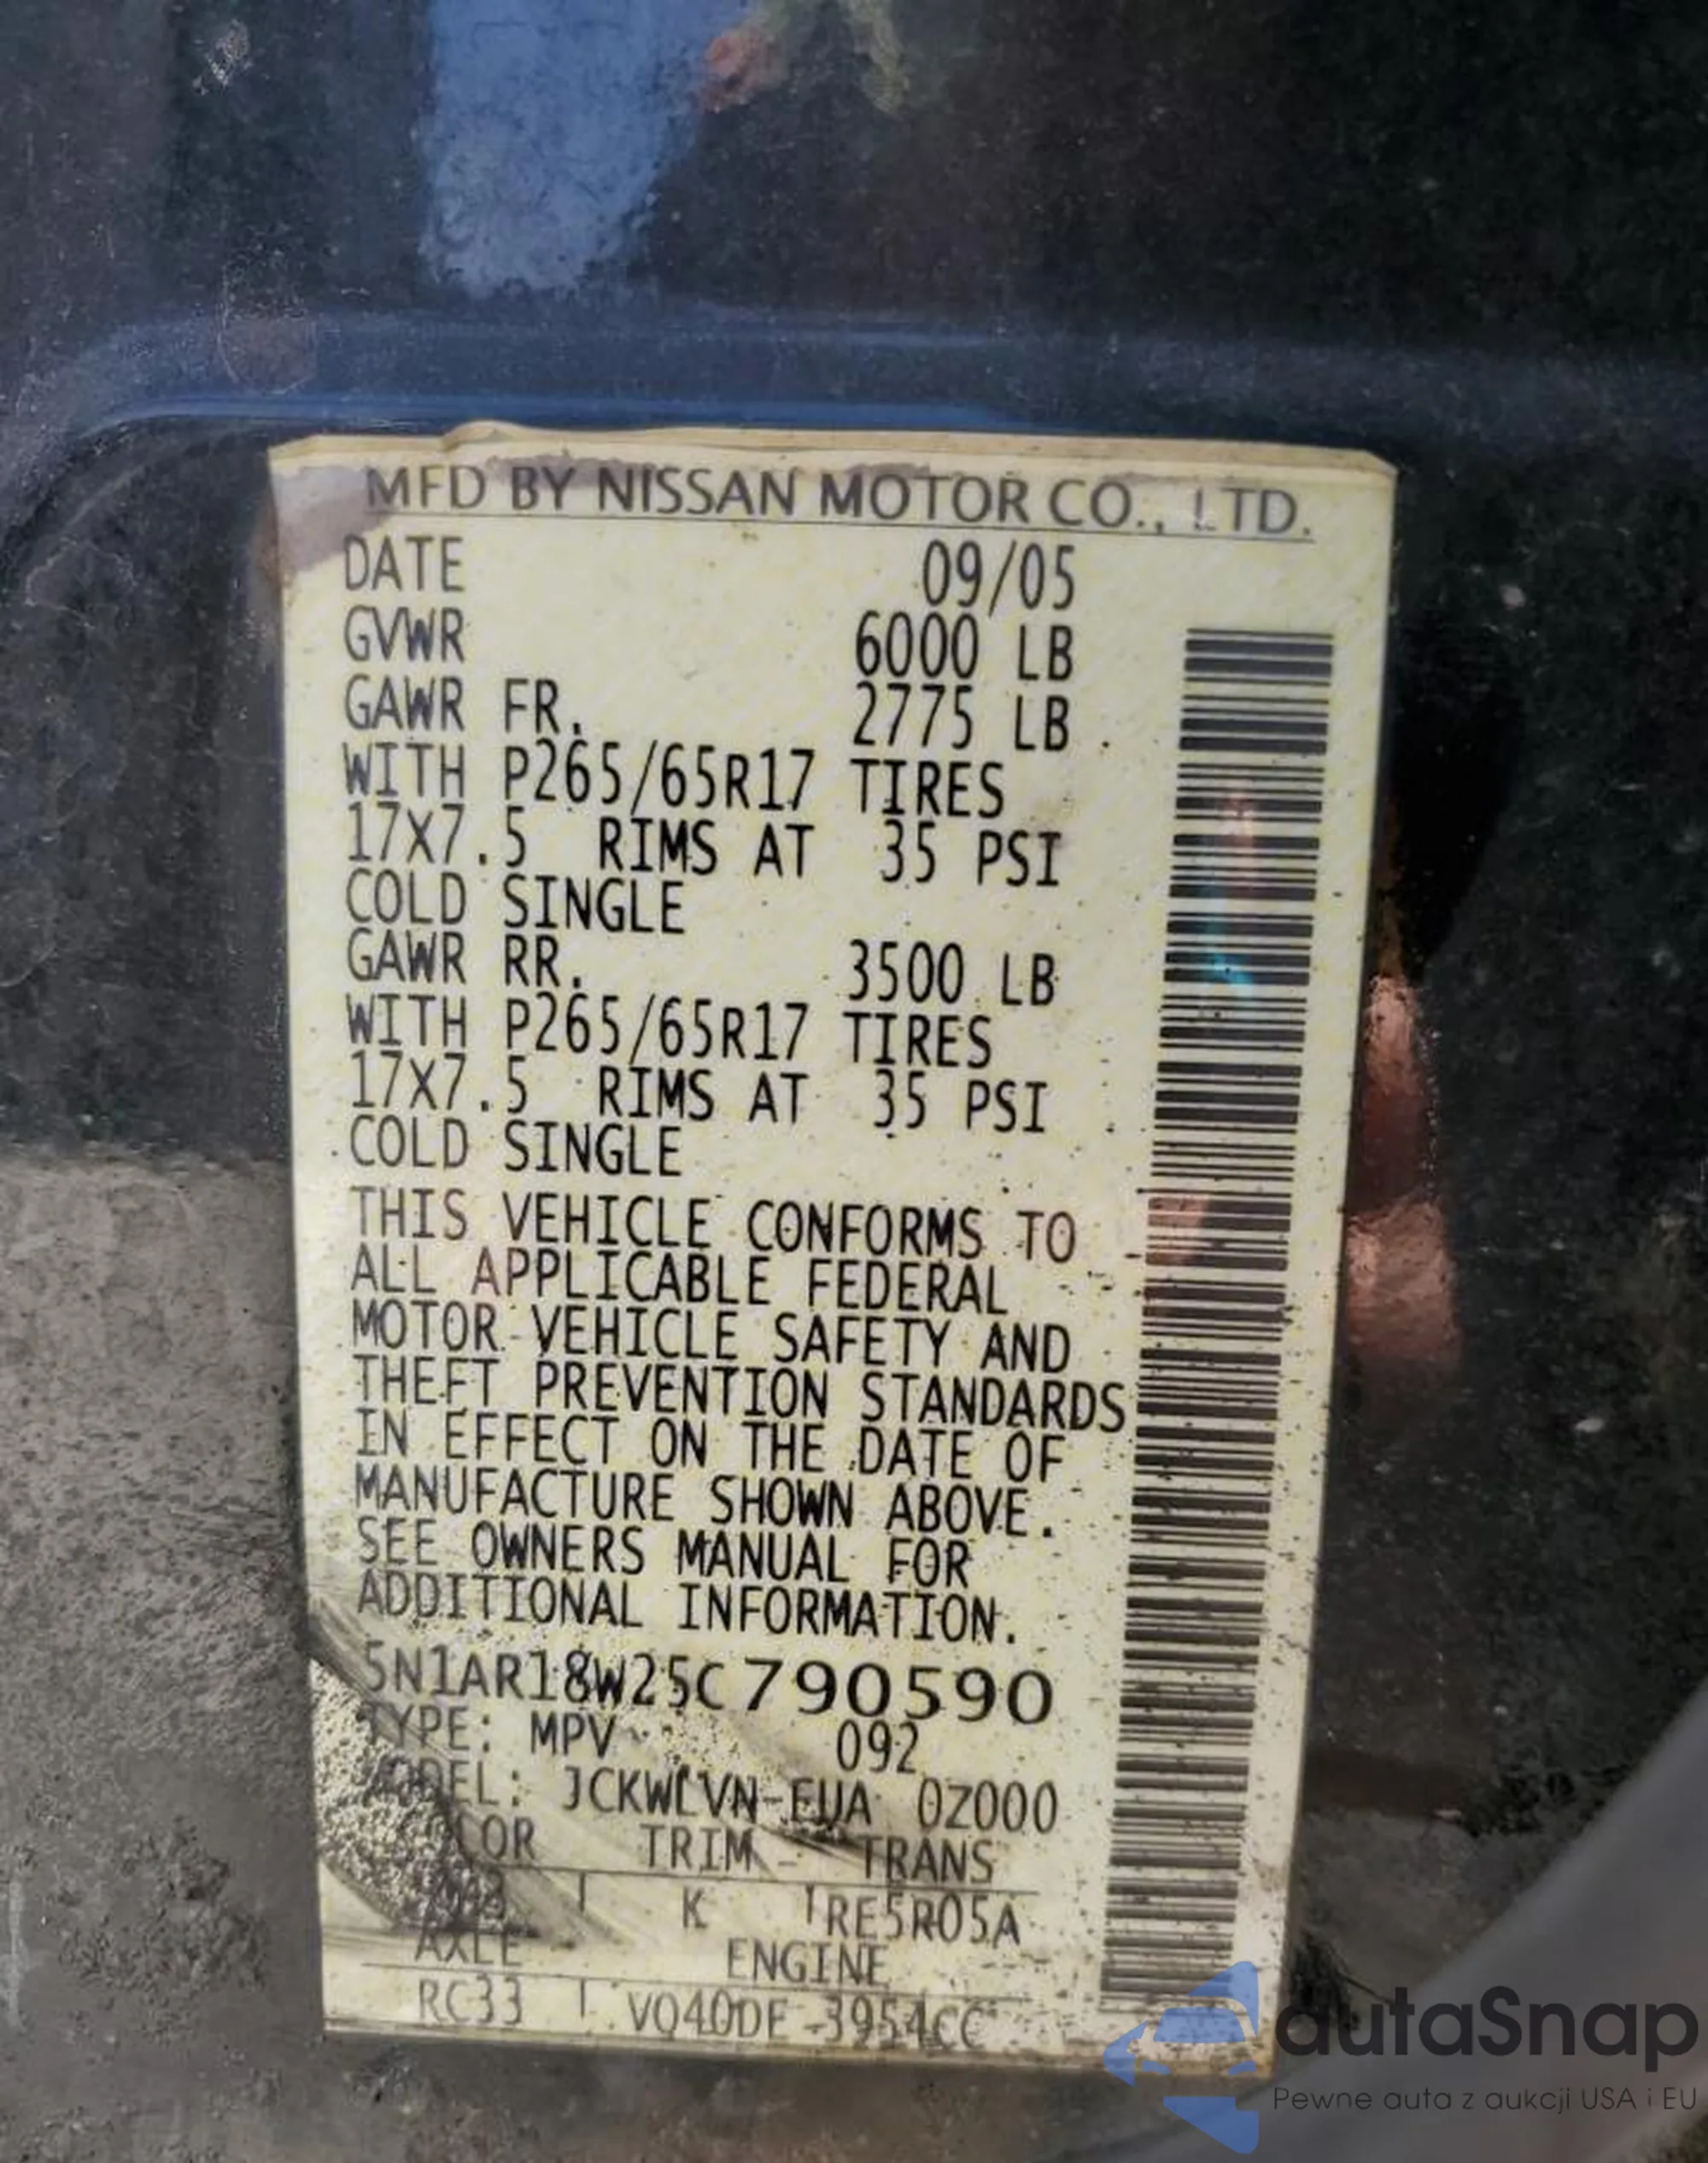 MFD BY NISSAN MOTOR CO., LTD.
DATE 09/05
GVWR 6000 LB
GAWR FR. 2775 LB
WITH P265/65R17 TIRES
17X7.5 RIMS AT 35 PSI
COLD SINGLE
GAWR RR. 3500 LB
WITH P265/65R17 TIRES
17X7.5 RIMS AT 35 PSI
COLD SINGLE
THIS VEHICLE CONFORMS TO
ALL APPLICABLE FEDERAL
MOTOR VEHICLE SAFETY AND
THEFT PREVENTION STANDARDS
IN EFFECT ON THE DATE OF
MANUFACTURE SHOWN ABOVE.
SEE OWNERS MANUAL FOR
ADDITIONAL INFORMATION.
5N1AR18W25C790590
TYPE: MPV 092
MODEL: JCKWLVN-EUA 0Z000
COLOR TRIM TRANS
K RE5R05A
AXLE ENGINE
RC33 VQ40DE 3954CC
autaSnap
Pewne auta z aukcji USA i EU